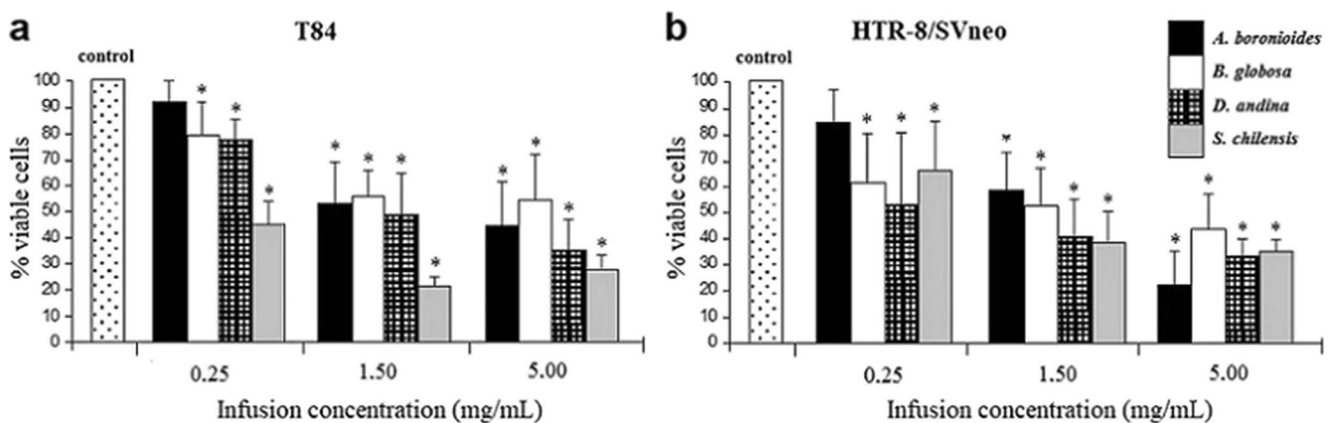 a
T84
control
% viable cells
100
90
80
70
60
50
40
30
20
10
0
* * * * * * * * * * *
0.25 1.50 5.00
Infusion concentration (mg/mL)
b
HTR-8/SVneo
control
A. boronioides
B. globosa
D. andina
S. chilensis
% viable cells
100
90
80
70
60
50
40
30
20
10
0
* * * * * * * * * * *
0.25 1.50 5.00
Infusion concentration (mg/mL)